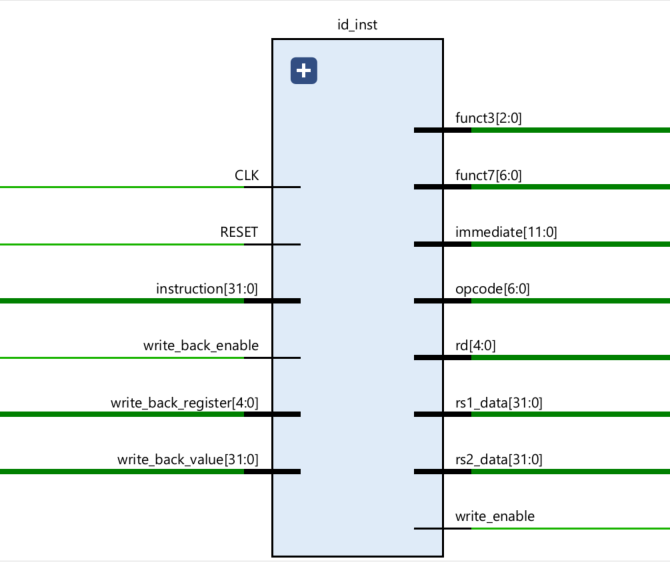 id_inst
CLK
RESET
instruction[31:0]
write_back_enable
write_back_register[4:0]
write_back_value[31:0]
funct3[2:0]
funct7[6:0]
immediate[11:0]
opcode[6:0]
rd[4:0]
rs1_data[31:0]
rs2_data[31:0]
write_enable